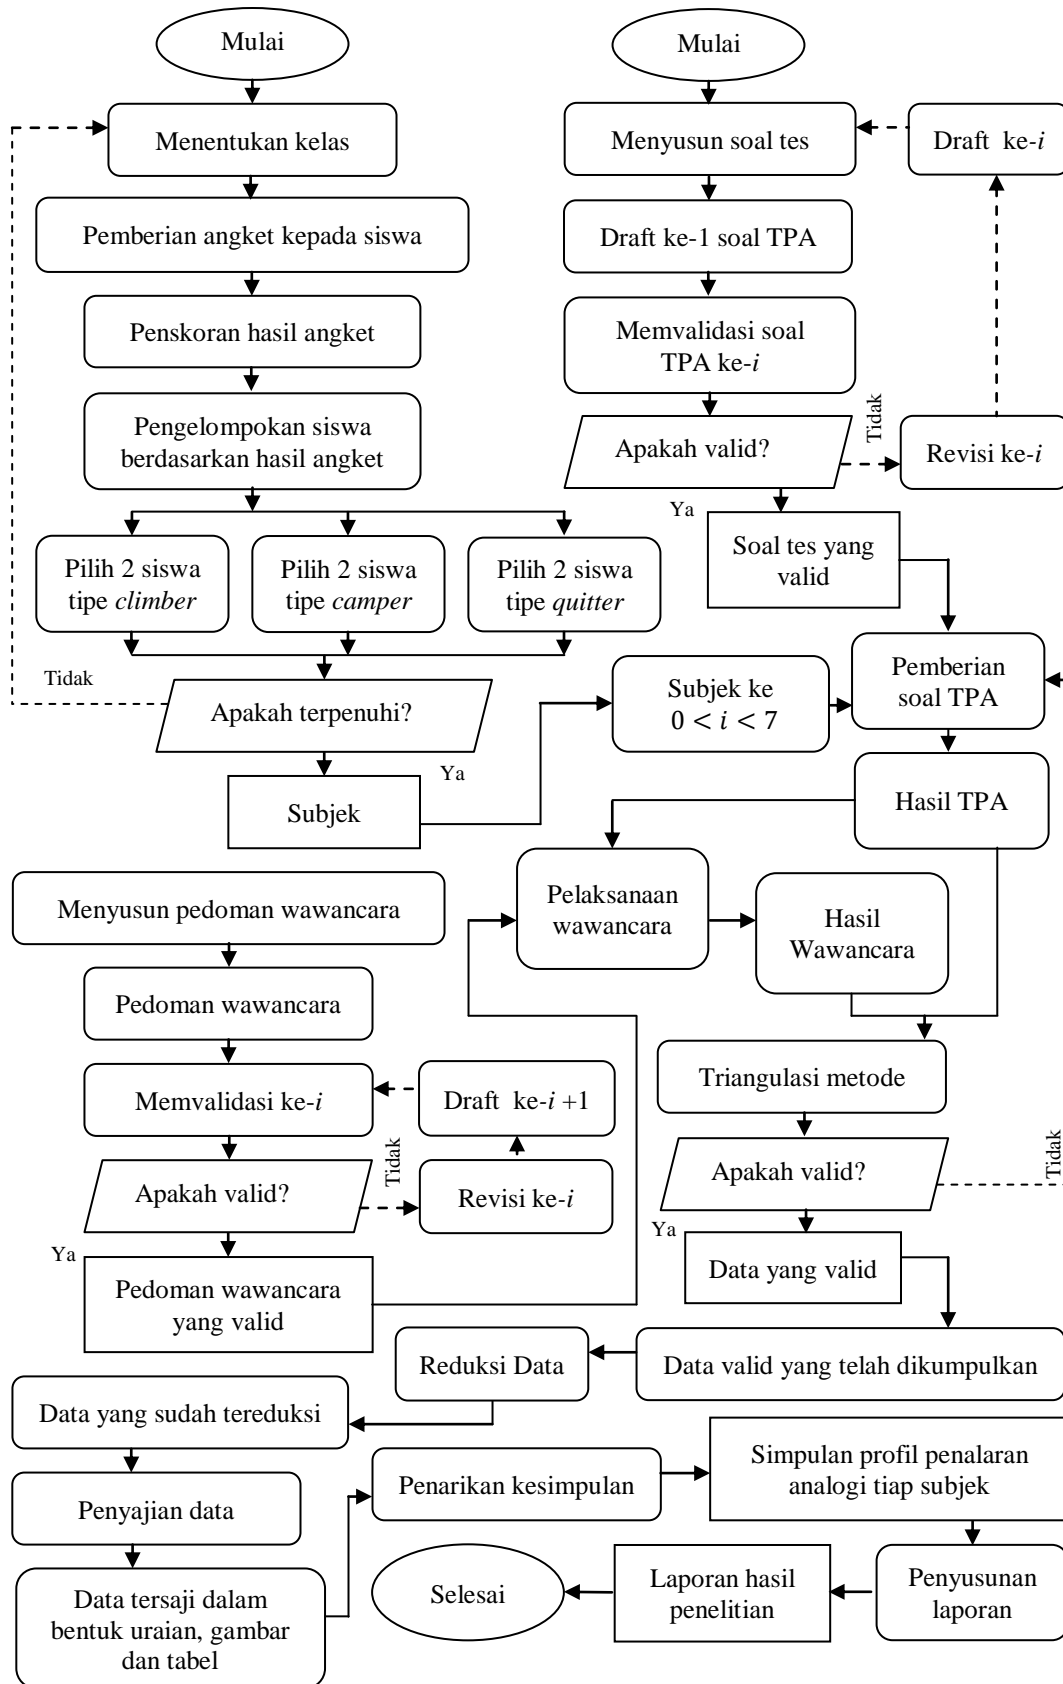 Mulai
Menentukan kelas
Pemberian angket kepada siswa
Penskoran hasil angket
Pengelompokan siswa
berdasarkan hasil angket
Pilih 2 siswa
tipe climber
Pilih 2 siswa
tipe camper
Pilih 2 siswa
tipe quitter
Tidak
Apakah terpenuhi?
Ya
Subjek
Mulai
Menyusun soal tes
Draft ke-i
Draft ke-1 soal TPA
Memvalidasi soal
TPA ke-i
Apakah valid?
Tidak
Revisi ke-i
Ya
Soal tes yang
valid
Subjek ke
0 < i < 7
Pemberian
soal TPA
Hasil TPA
Pelaksanaan
wawancara
Hasil
Wawancara
Menyusun pedoman wawancara
Pedoman wawancara
Memvalidasi ke-i
Draft ke-i +1
Apakah valid?
Tidak
Revisi ke-i
Ya
Pedoman wawancara
yang valid
Triangulasi metode
Apakah valid?
Tidak
Ya
Data yang valid
Data valid yang telah dikumpulkan
Reduksi Data
Data yang sudah tereduksi
Penyajian data
Data tersaji dalam
bentuk uraian, gambar
dan tabel
Penarikan kesimpulan
Simpulan profil penalaran
analogi tiap subjek
Penyusunan
laporan
Laporan hasil
penelitian
Selesai